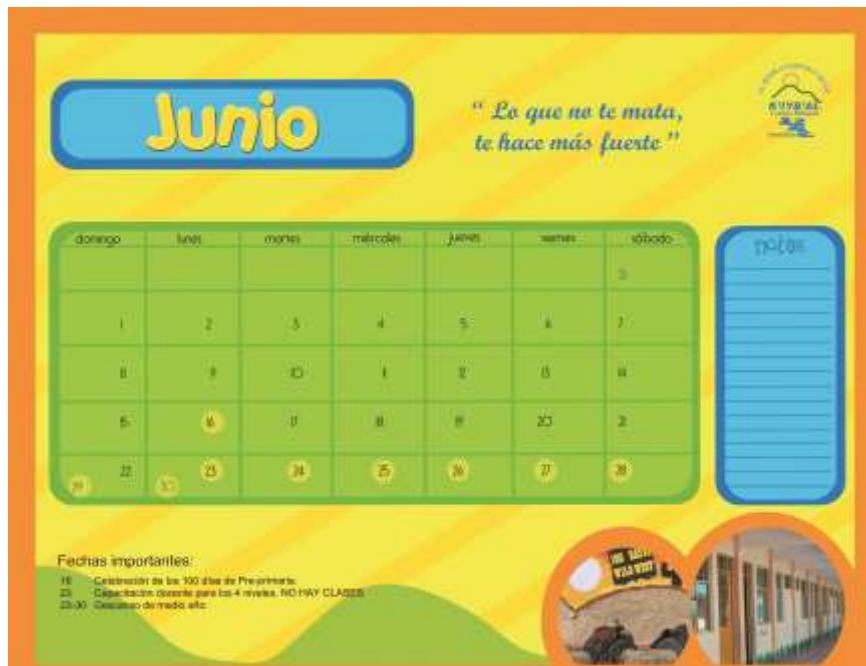 Junio
“ Lo que no te mata,
te hace más fuerte ”
K'IYB'AL
domingo lunes martes miércoles jueves viernes sábado
notas
1 2 3 4 5 6 7
8 9 10 11 12 13 14
15 16 17 18 19 20 21
22 23 24 25 26 27 28
29 30
Fechas importantes:
16 Celebración de los 100 días de Pre-primaria.
23 Capacitación docente para los 4 niveles. NO HAY CLASES
23-30 Descanso de medio año.